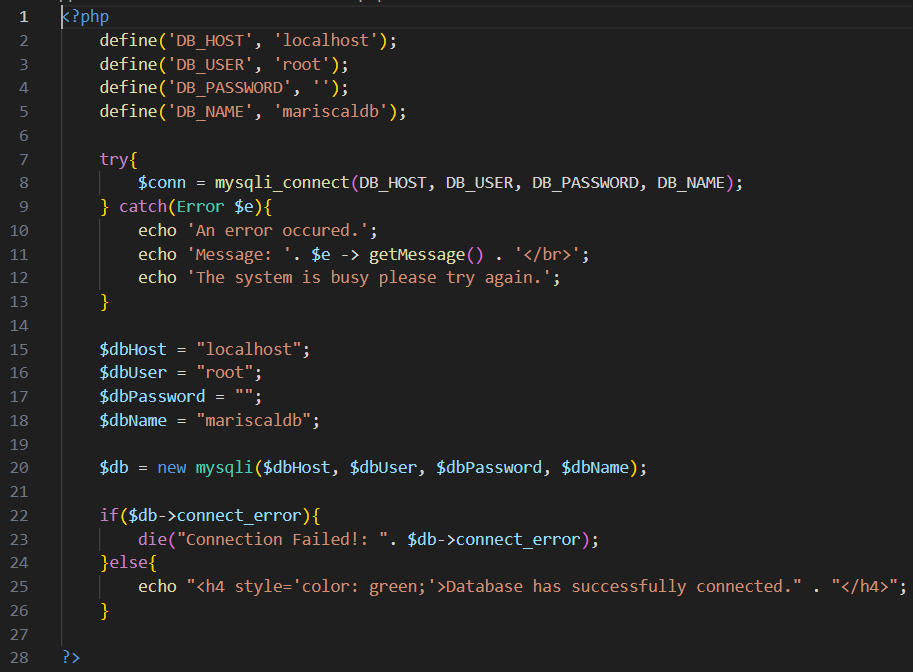 1 <?php
2 define('DB_HOST', 'localhost');
3 define('DB_USER', 'root');
4 define('DB_PASSWORD', '');
5 define('DB_NAME', 'mariscaldb');
6
7 try{
8 $conn = mysqli_connect(DB_HOST, DB_USER, DB_PASSWORD, DB_NAME);
9 } catch(Error $e){
10 echo 'An error occured.';
11 echo 'Message: '. $e -> getMessage() . '</br>';
12 echo 'The system is busy please try again.';
13 }
14
15 $dbHost = "localhost";
16 $dbUser = "root";
17 $dbPassword = "";
18 $dbName = "mariscaldb";
19
20 $db = new mysqli($dbHost, $dbUser, $dbPassword, $dbName);
21
22 if($db->connect_error){
23 die("Connection Failed!: ". $db->connect_error);
24 }else{
25 echo "<h4 style='color: green;'>Database has successfully connected." . "</h4>";
26 }
27
28 ?>